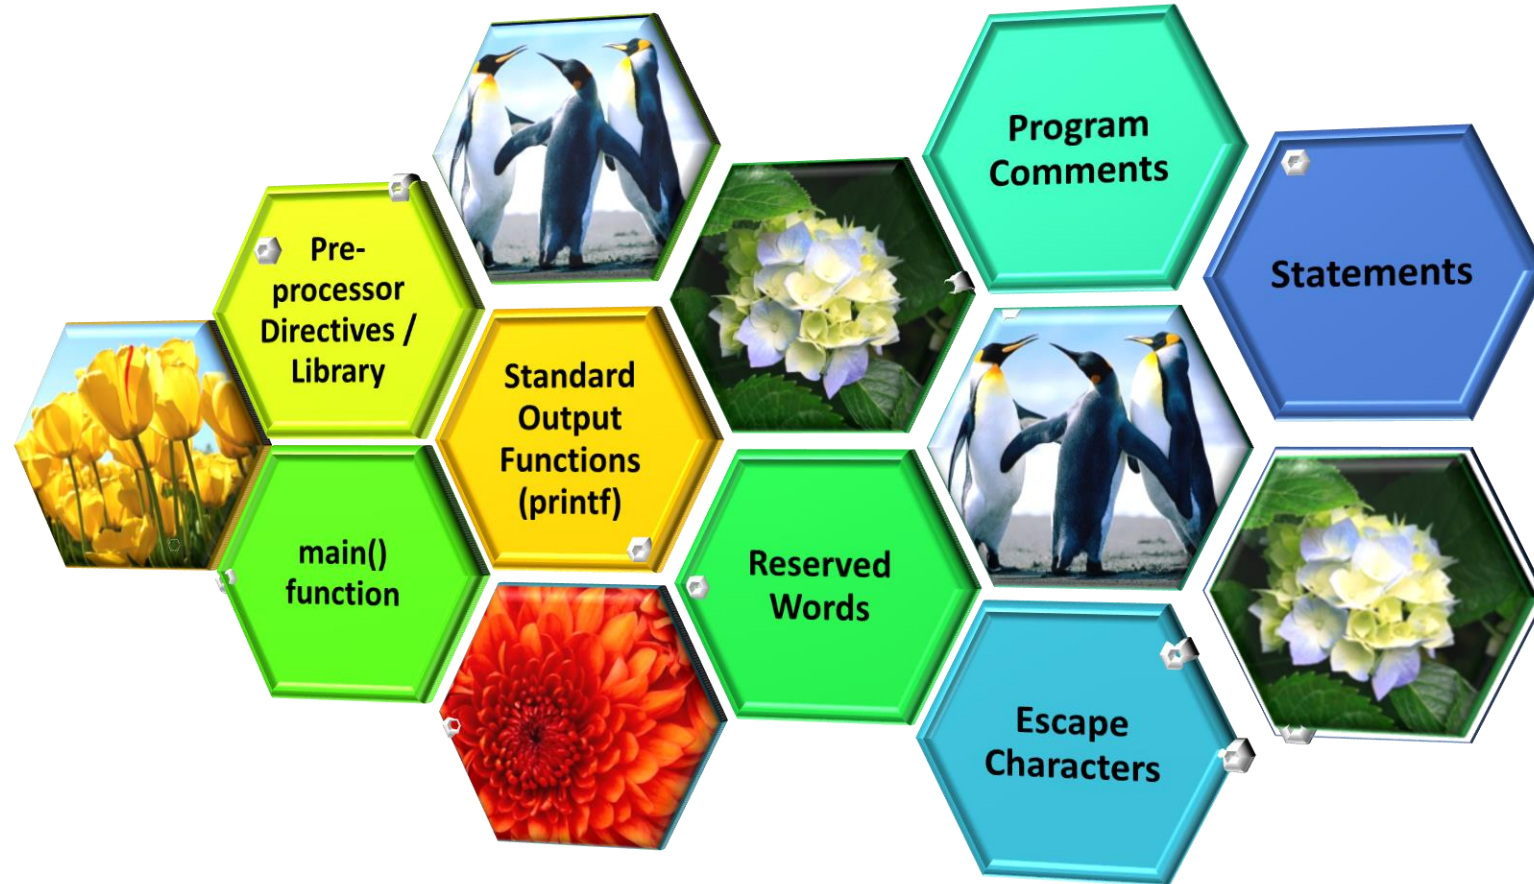 Pre-
processor
Directives /
Library
main()
function
Standard
Output
Functions
(printf)
Reserved
Words
Program
Comments
Escape
Characters
Statements